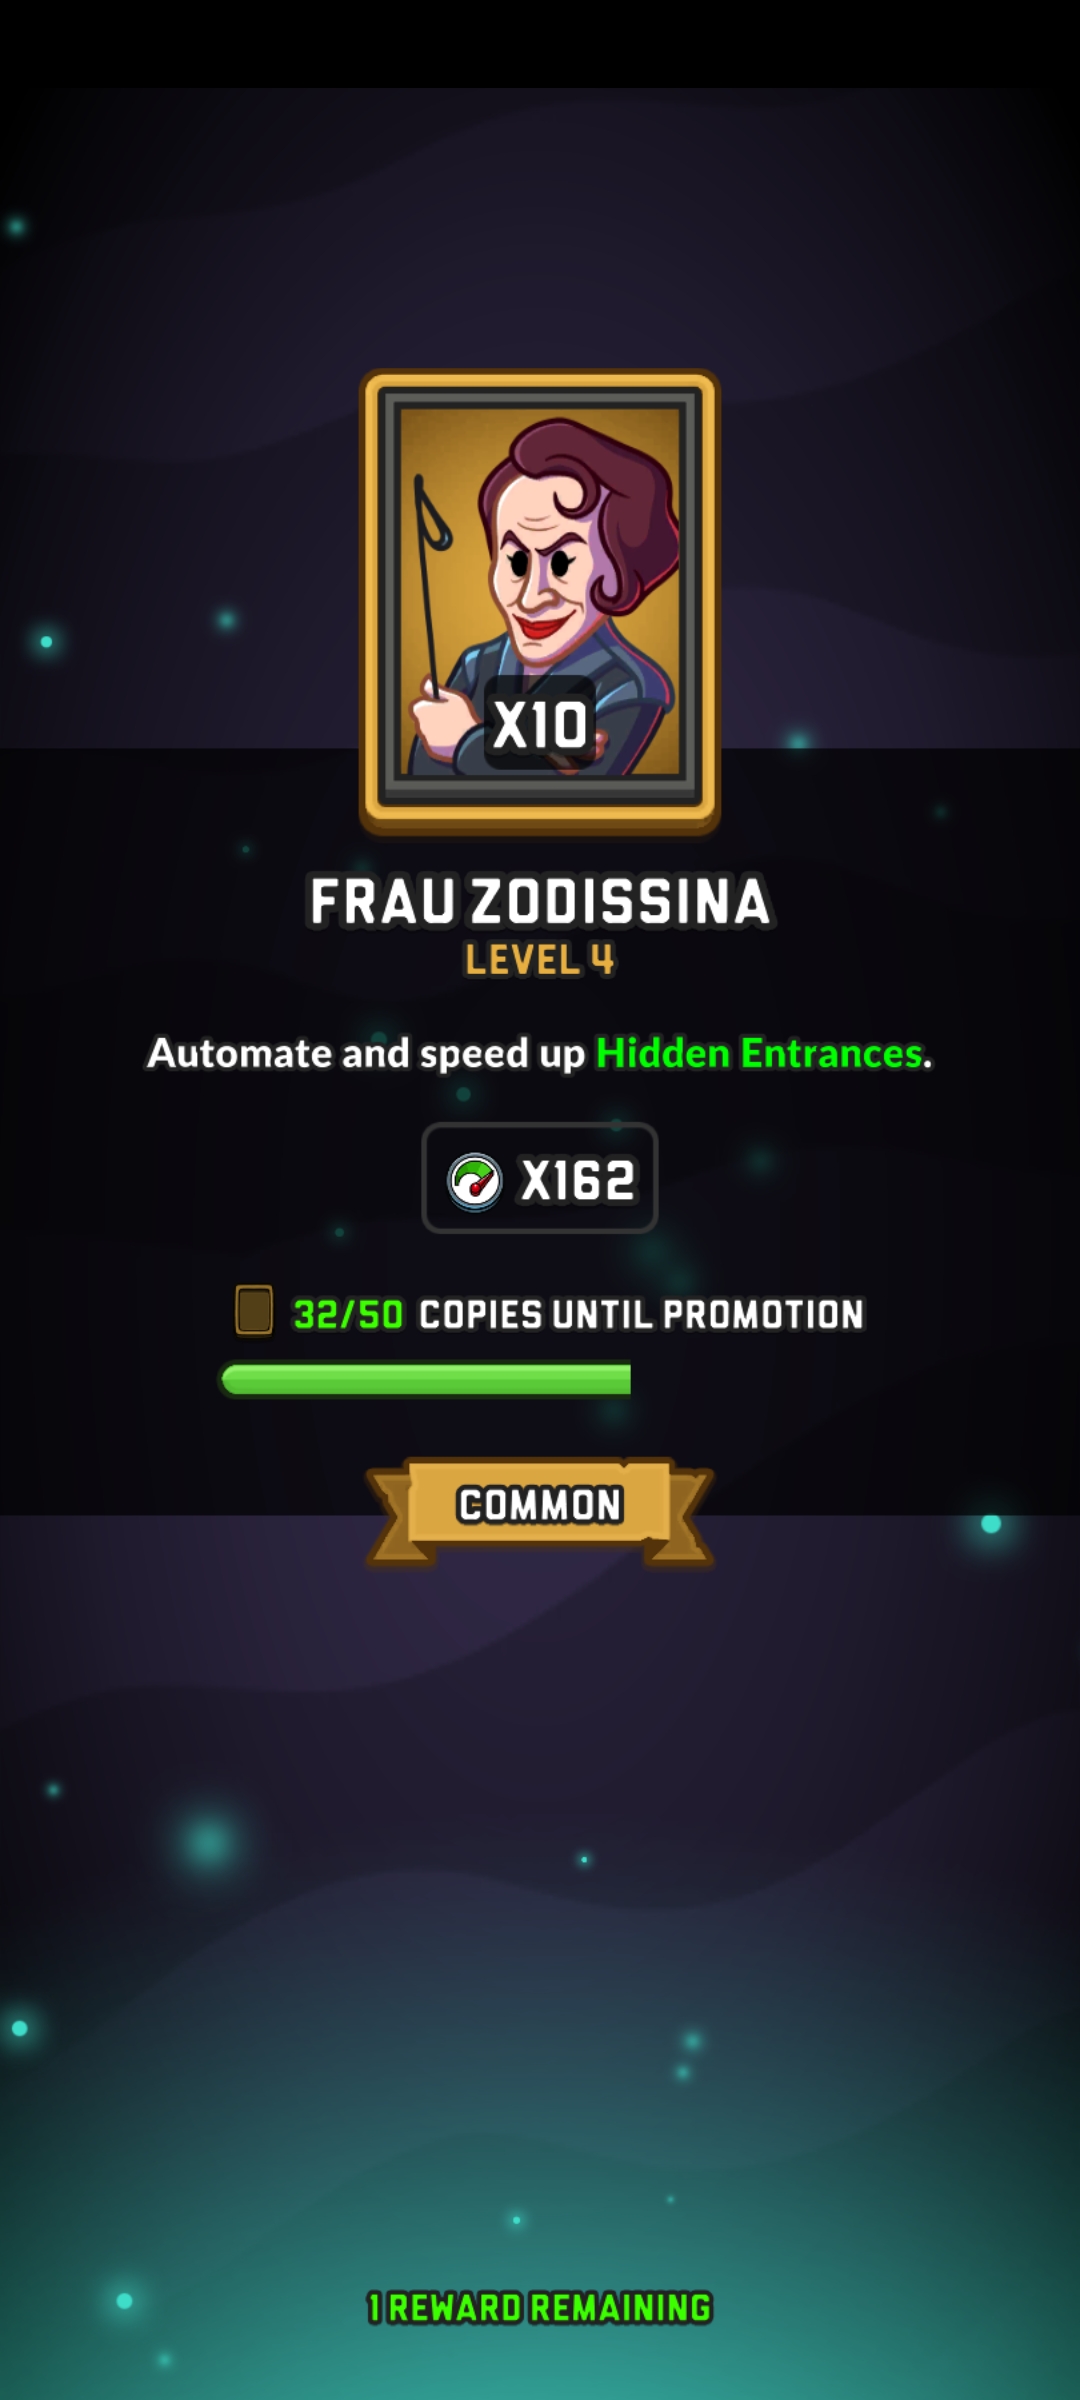 X10
FRAU ZODISSINA
LEVEL 4
Automate and speed up Hidden Entrances.
X162
32/50 COPIES UNTIL PROMOTION
COMMON
1 REWARD REMAINING